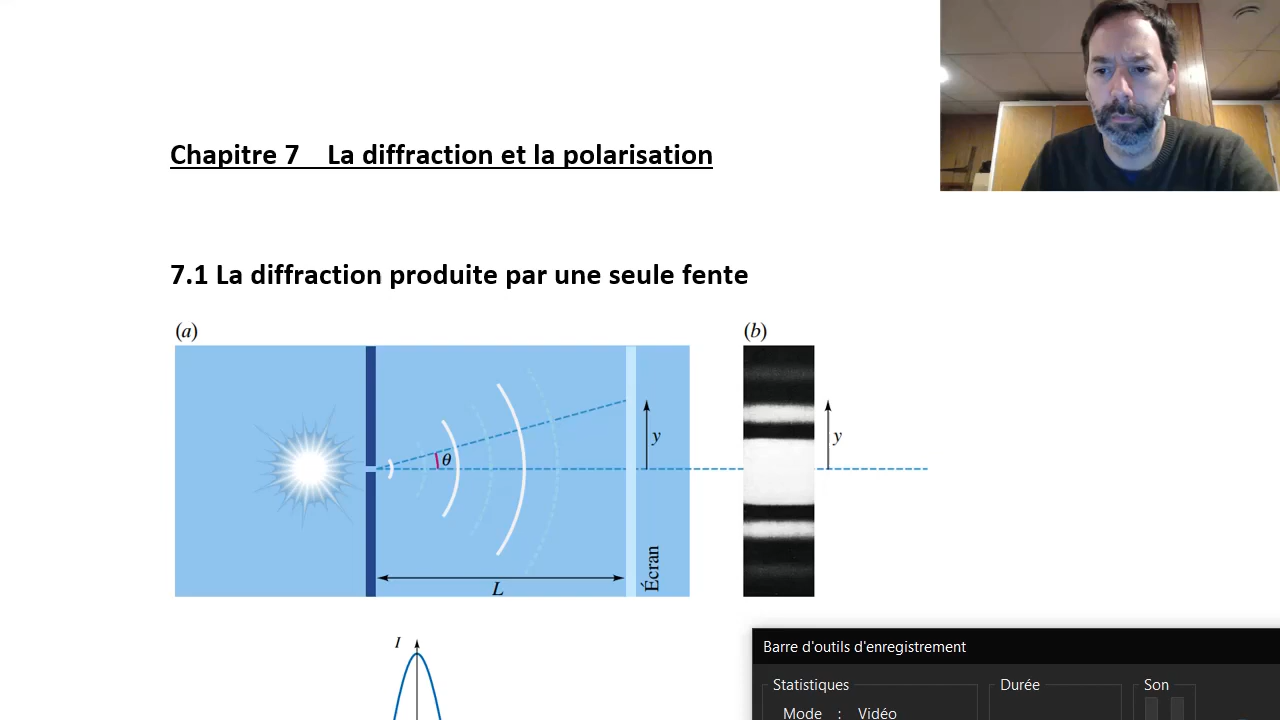 Chapitre 7 La diffraction et la polarisation
7.1 La diffraction produite par une seule fente
(a)
(b)
θ
y
y
L
Écran
I
Barre d'outils d'enregistrement
Statistiques
Durée
Son
Mode : Vidéo